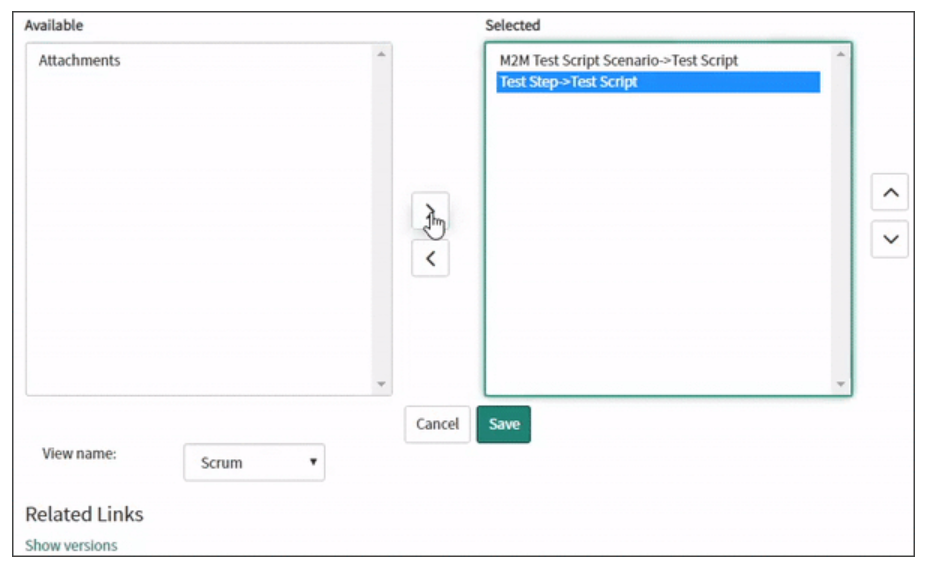 Available
Selected
Attachments
M2M Test Script Scenario->Test Script
Test Step->Test Script
Cancel
Save
View name:
Scrum
Related Links
Show versions